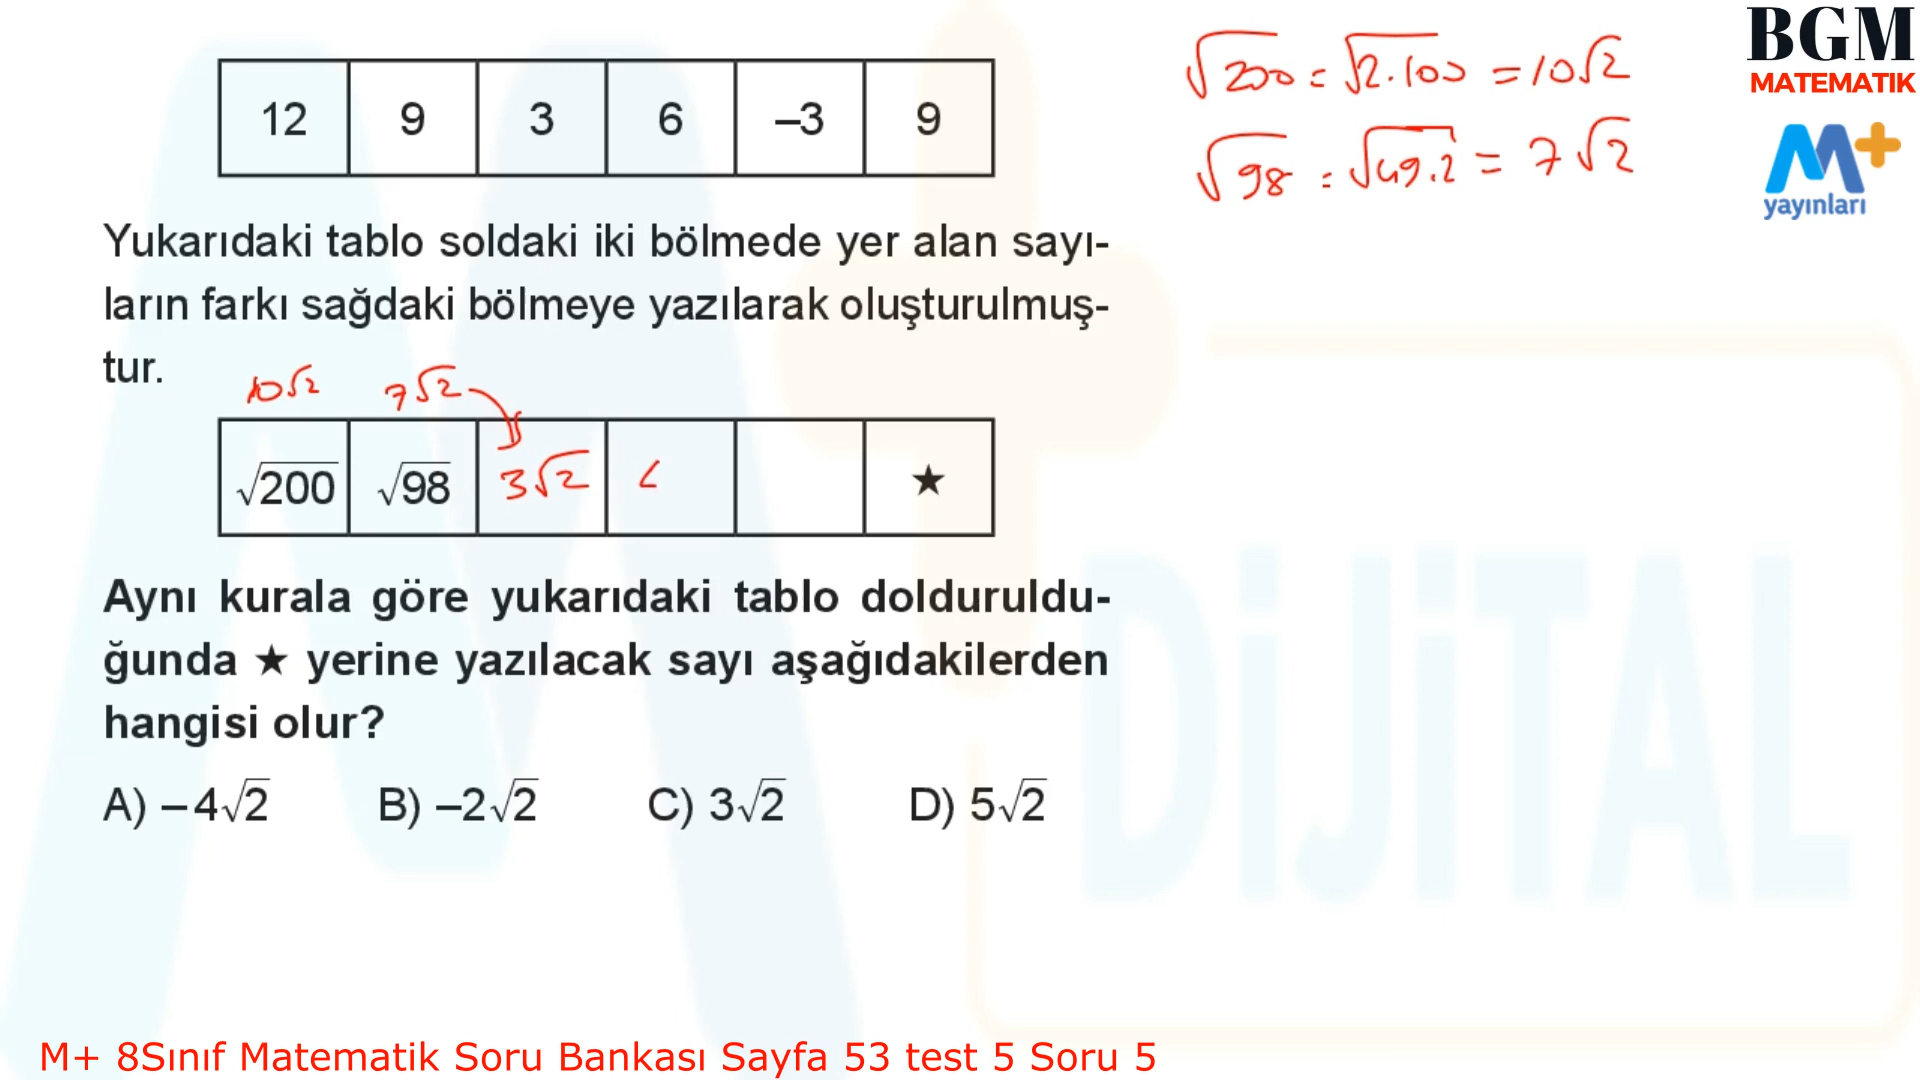 12 9 3 6 –3 9
√200 = √2.100 = 10√2
√98 = √49.2 = 7√2
BGM
MATEMATIK
M+
yayınları
Yukarıdaki tablo soldaki iki bölmede yer alan sayı-
ların farkı sağdaki bölmeye yazılarak oluşturulmuş-
tur.
10√2 7√2
√200 √98 3√2 ★
Aynı kurala göre yukarıdaki tablo dolduruldu-
ğunda ★ yerine yazılacak sayı aşağıdakilerden
hangisi olur?
A) –4√2 B) –2√2 C) 3√2 D) 5√2
DİJİTAL
M+ 8Sınıf Matematik Soru Bankası Sayfa 53 test 5 Soru 5